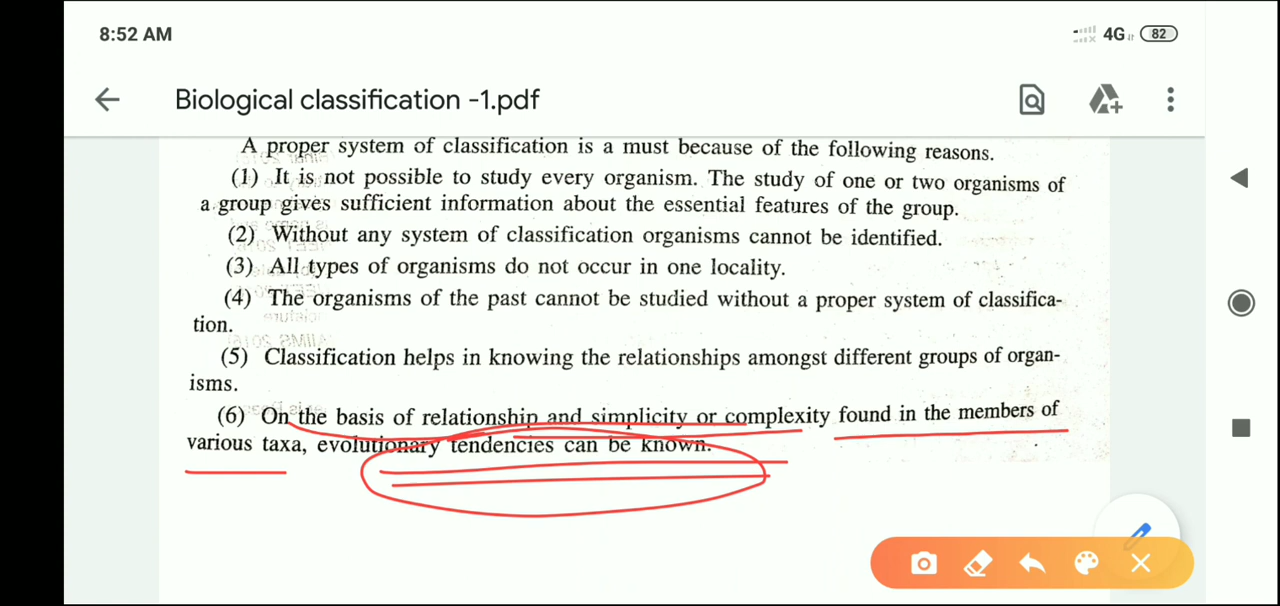 8:52 AM
4G 82
Biological classification -1.pdf
A proper system of classification is a must because of the following reasons.
(1) It is not possible to study every organism. The study of one or two organisms of
a group gives sufficient information about the essential features of the group.
(2) Without any system of classification organisms cannot be identified.
(3) All types of organisms do not occur in one locality.
(4) The organisms of the past cannot be studied without a proper system of classifica-
tion.
(5) Classification helps in knowing the relationships amongst different groups of organ-
isms.
(6) On the basis of relationship and simplicity or complexity found in the members of
various taxa, evolutionary tendencies can be known.